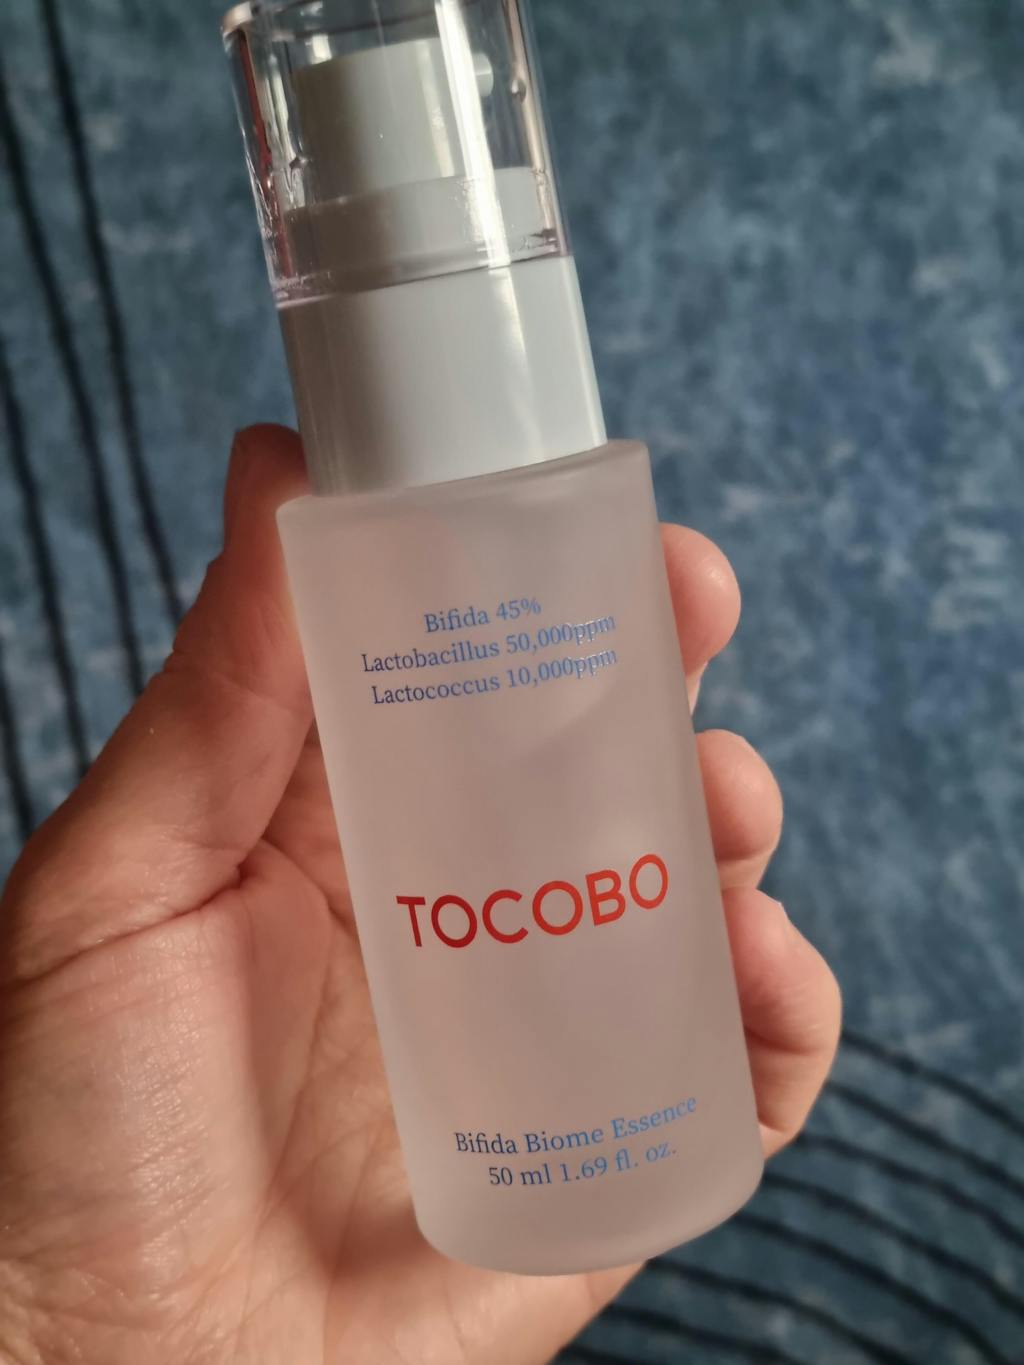 Bifida 45%
Lactobacillus 50,000ppm
Lactococcus 10,000ppm
TOCOBO
Bifida Biome Essence
50 ml 1.69 fl. oz.